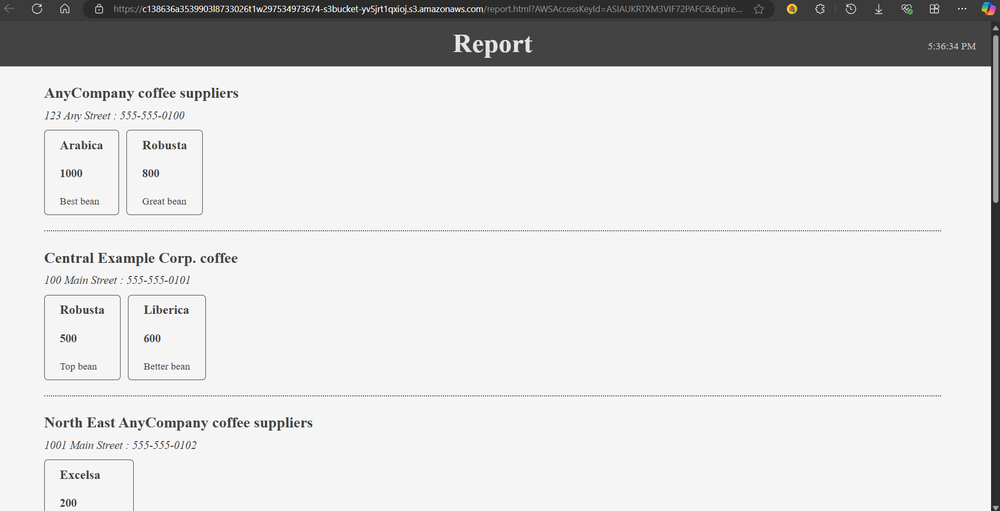 https://c138636a3539903l8733026t1w297534973674-s3bucket-yv5jrt1qxioj.s3.amazonaws.com/report.html?AWSAccessKeyId=ASIAUKRTXM3VIF72PAFC&Expire...
Report
5:36:34 PM
AnyCompany coffee suppliers
123 Any Street : 555-555-0100
Arabica
1000
Best bean
Robusta
800
Great bean
Central Example Corp. coffee
100 Main Street : 555-555-0101
Robusta
500
Top bean
Liberica
600
Better bean
North East AnyCompany coffee suppliers
1001 Main Street : 555-555-0102
Excelsa
200